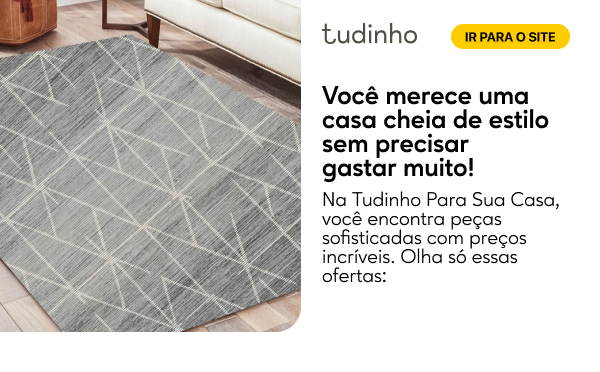 tudinho
IR PARA O SITE
Você merece uma
casa cheia de estilo
sem precisar
gastar muito!
Na Tudinho Para Sua Casa,
você encontra peças
sofisticadas com preços
incríveis. Olha só essas
ofertas: